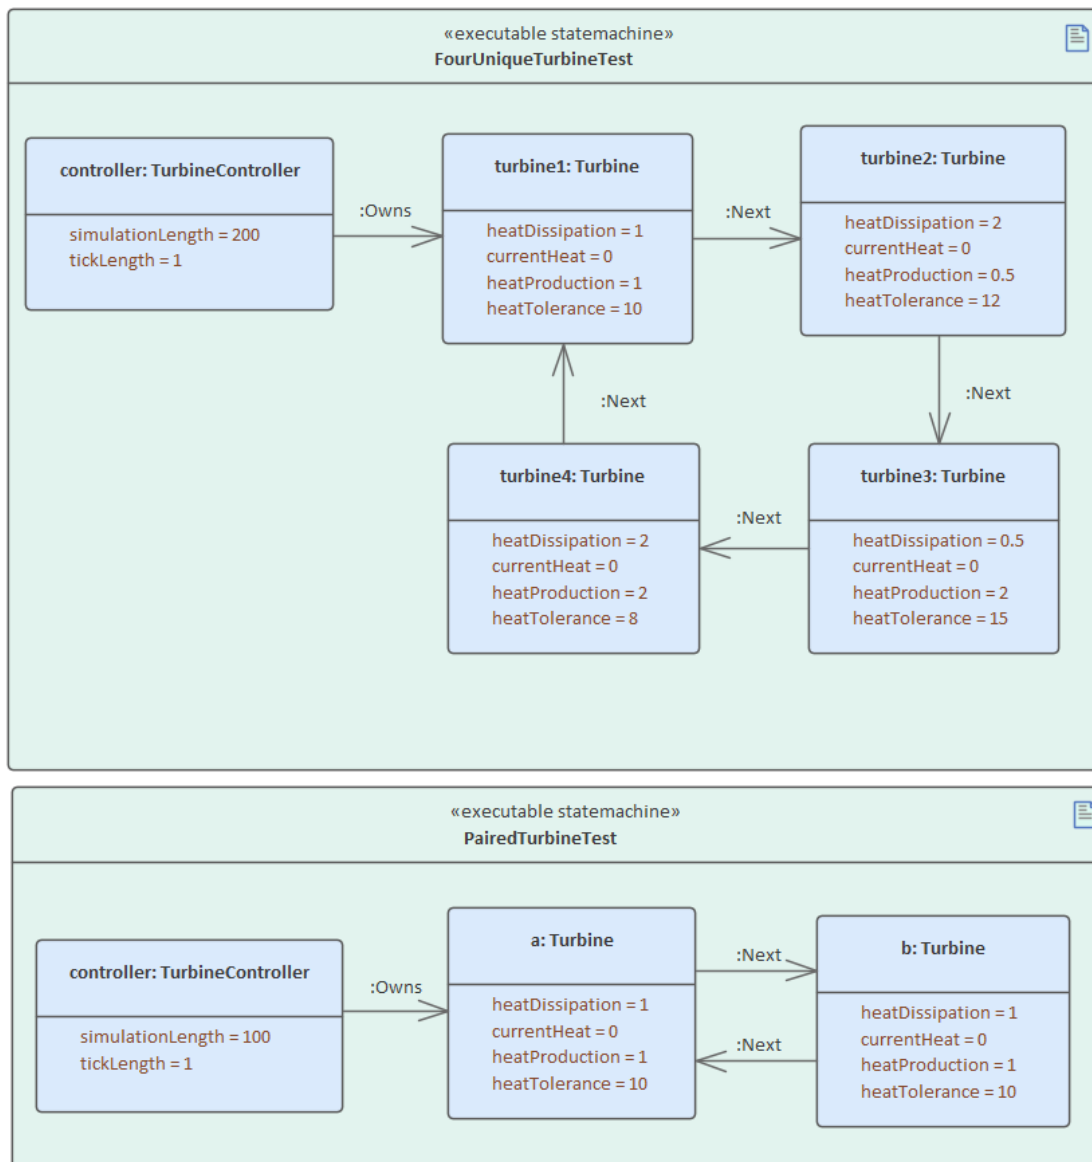 «executable statemachine»
FourUniqueTurbineTest
controller: TurbineController
simulationLength = 200
tickLength = 1
:Owns
turbine1: Turbine
heatDissipation = 1
currentHeat = 0
heatProduction = 1
heatTolerance = 10
:Next
turbine2: Turbine
heatDissipation = 2
currentHeat = 0
heatProduction = 0.5
heatTolerance = 12
:Next
:Next
turbine4: Turbine
heatDissipation = 2
currentHeat = 0
heatProduction = 2
heatTolerance = 8
:Next
turbine3: Turbine
heatDissipation = 0.5
currentHeat = 0
heatProduction = 2
heatTolerance = 15
«executable statemachine»
PairedTurbineTest
controller: TurbineController
simulationLength = 100
tickLength = 1
:Owns
a: Turbine
heatDissipation = 1
currentHeat = 0
heatProduction = 1
heatTolerance = 10
:Next
:Next
b: Turbine
heatDissipation = 1
currentHeat = 0
heatProduction = 1
heatTolerance = 10